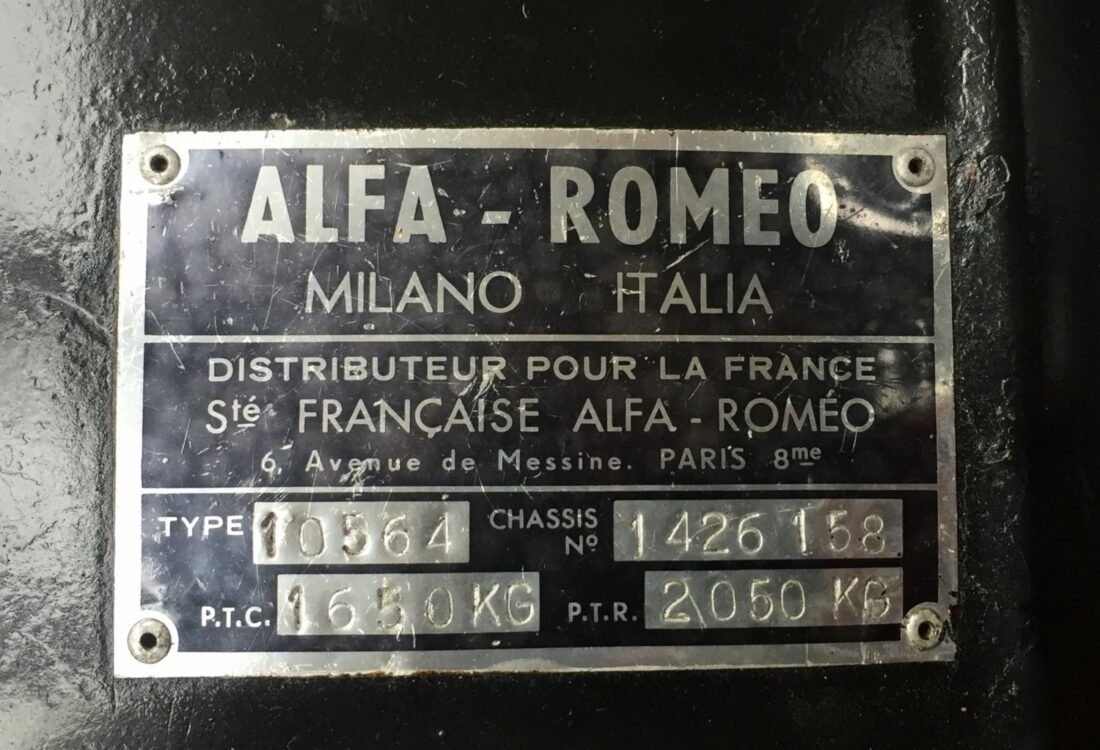 ALFA - ROMEO
MILANO ITALIA
DISTRIBUTEUR POUR LA FRANCE
Sté FRANÇAISE ALFA - ROMÉO
6, Avenue de Messine. PARIS 8me
TYPE 10564 CHASSIS Nº 1426158
P.T.C. 1650 KG P.T.R. 2050 KG